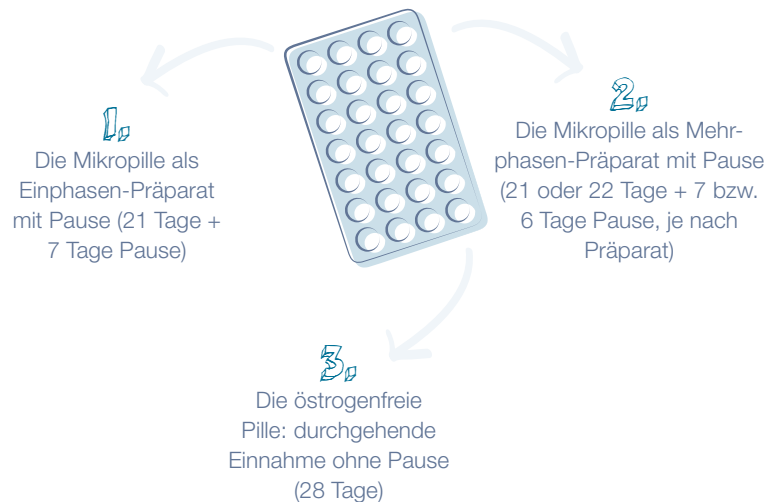 1.
Die Mikropille als
Einphasen-Präparat
mit Pause (21 Tage +
7 Tage Pause)
2.
Die Mikropille als Mehr-
phasen-Präparat mit Pause
(21 oder 22 Tage + 7 bzw.
6 Tage Pause, je nach
Präparat)
3.
Die östrogenfreie
Pille: durchgehende
Einnahme ohne Pause
(28 Tage)